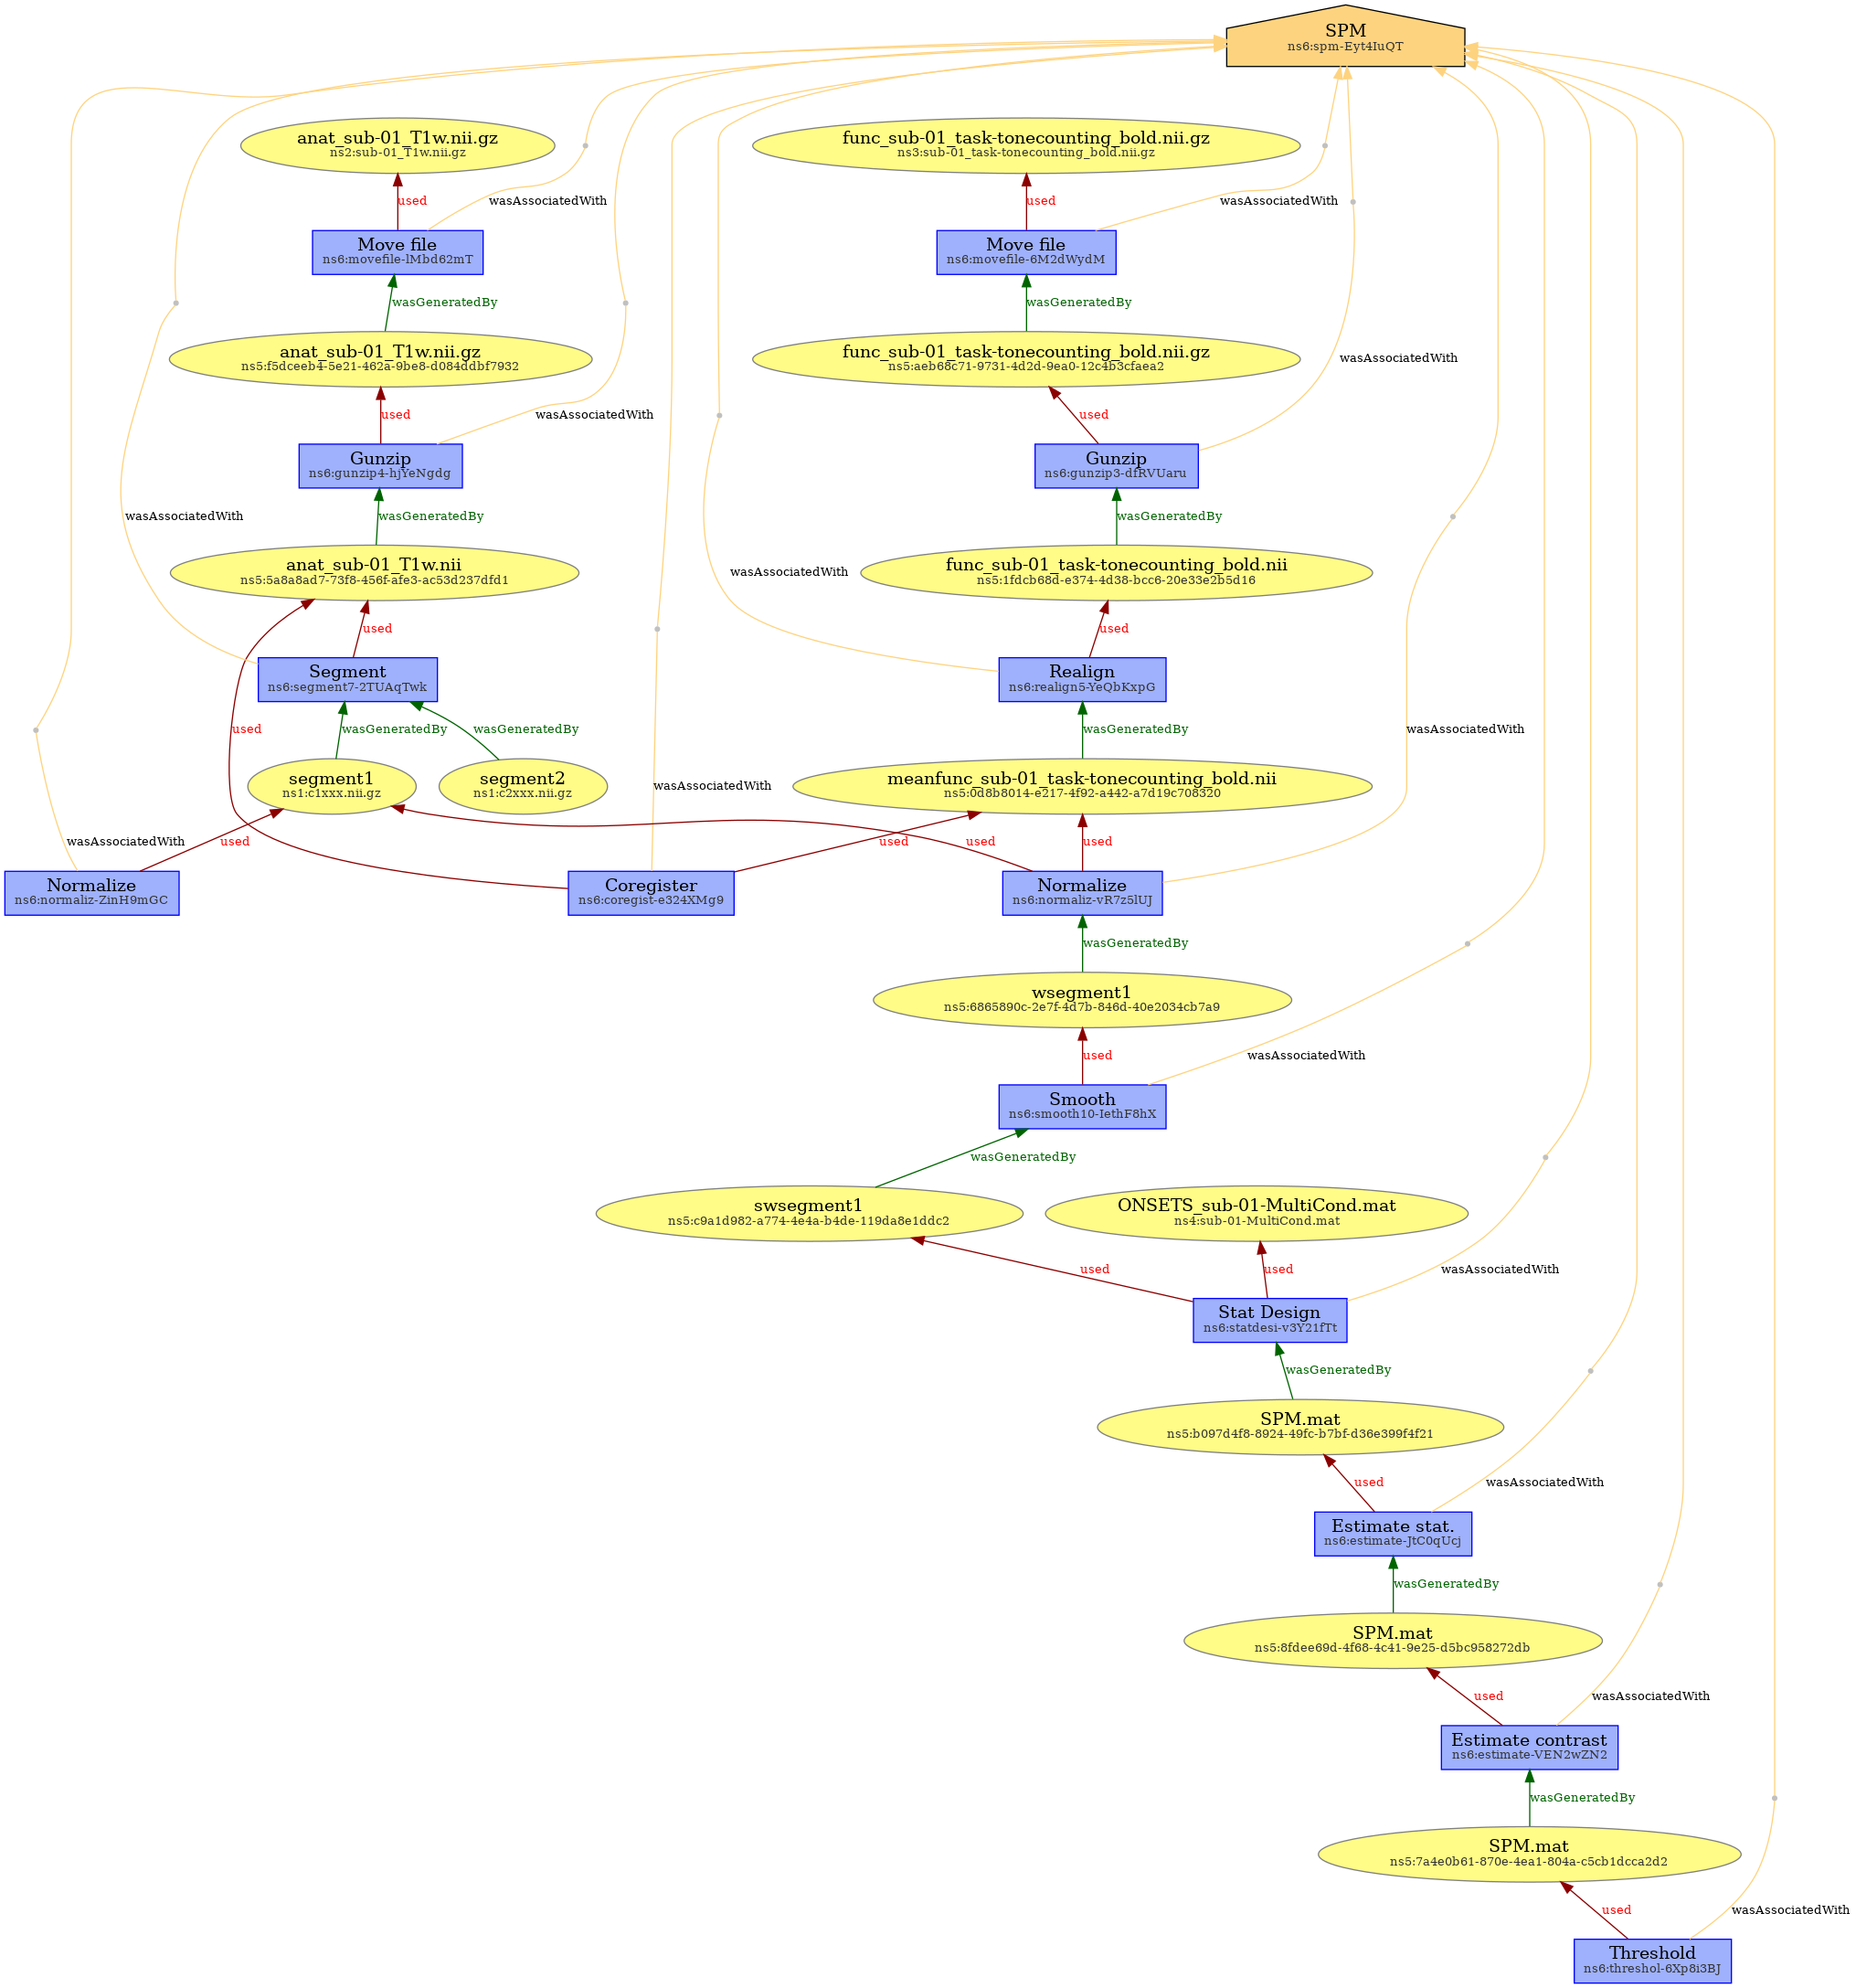 SPM
ns6:spm-Eyt4IuQT
anat_sub-01_T1w.nii.gz
ns2:sub-01_T1w.nii.gz
func_sub-01_task-tonecounting_bold.nii.gz
ns3:sub-01_task-tonecounting_bold.nii.gz
used
wasAssociatedWith
used
wasAssociatedWith
Move file
ns6:movefile-lMbd62mT
Move file
ns6:movefile-6M2dWydM
wasGeneratedBy
wasGeneratedBy
anat_sub-01_T1w.nii.gz
ns5:f5dceeb4-5e21-462a-9be8-d084ddbf7932
func_sub-01_task-tonecounting_bold.nii.gz
ns5:aeb68c71-9731-4d2d-9ea0-12c4b3cfaea2
wasAssociatedWith
used
wasAssociatedWith
used
Gunzip
ns6:gunzip4-hjYeNgdg
Gunzip
ns6:gunzip3-dfRVUaru
wasAssociatedWith
wasGeneratedBy
wasGeneratedBy
anat_sub-01_T1w.nii
ns5:5a8a8ad7-73f8-456f-afe3-ac53d237dfd1
wasAssociatedWith
func_sub-01_task-tonecounting_bold.nii
ns5:1fdcb68d-e374-4d38-bcc6-20e33e2b5d16
used
used
Segment
ns6:segment7-2TUAqTwk
Realign
ns6:realign5-YeQbKxpG
used
wasGeneratedBy
wasGeneratedBy
wasGeneratedBy
wasAssociatedWith
segment1
ns1:c1xxx.nii.gz
segment2
ns1:c2xxx.nii.gz
wasAssociatedWith
meanfunc_sub-01_task-tonecounting_bold.nii
ns5:0d8b8014-e217-4f92-a442-a7d19c708320
wasAssociatedWith
used
used
used
used
Normalize
ns6:normaliz-ZinH9mGC
Coregister
ns6:coregist-e324XMg9
Normalize
ns6:normaliz-vR7z5lUJ
wasGeneratedBy
wsegment1
ns5:6865890c-2e7f-4d7b-846d-40e2034cb7a9
used
wasAssociatedWith
Smooth
ns6:smooth10-IethF8hX
wasGeneratedBy
swsegment1
ns5:c9a1d982-a774-4e4a-b4de-119da8e1ddc2
ONSETS_sub-01-MultiCond.mat
ns4:sub-01-MultiCond.mat
used
used
wasAssociatedWith
Stat Design
ns6:statdesi-v3Y21fTt
wasGeneratedBy
SPM.mat
ns5:b097d4f8-8924-49fc-b7bf-d36e399f4f21
used
wasAssociatedWith
Estimate stat.
ns6:estimate-JtC0qUcj
wasGeneratedBy
SPM.mat
ns5:8fdee69d-4f68-4c41-9e25-d5bc958272db
used
wasAssociatedWith
Estimate contrast
ns6:estimate-VEN2wZN2
wasGeneratedBy
SPM.mat
ns5:7a4e0b61-870e-4ea1-804a-c5cb1dcca2d2
used
wasAssociatedWith
Threshold
ns6:threshol-6Xp8i3BJ